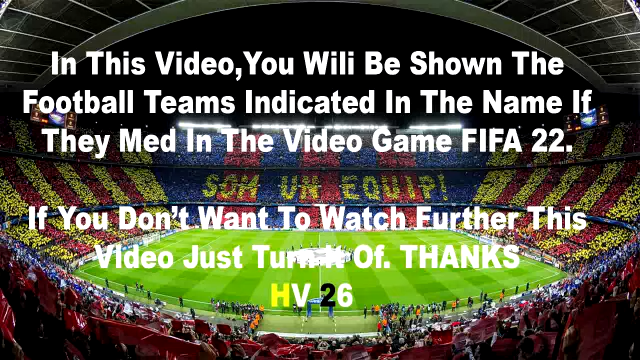 In This Video,You Wili Be Shown The
Football Teams Indicated In The Name If
They Med In The Video Game FIFA 22.
SOM UN EQUIP!
If You Don't Want To Watch Further This
Video Just Turn It Of. THANKS
HV 26